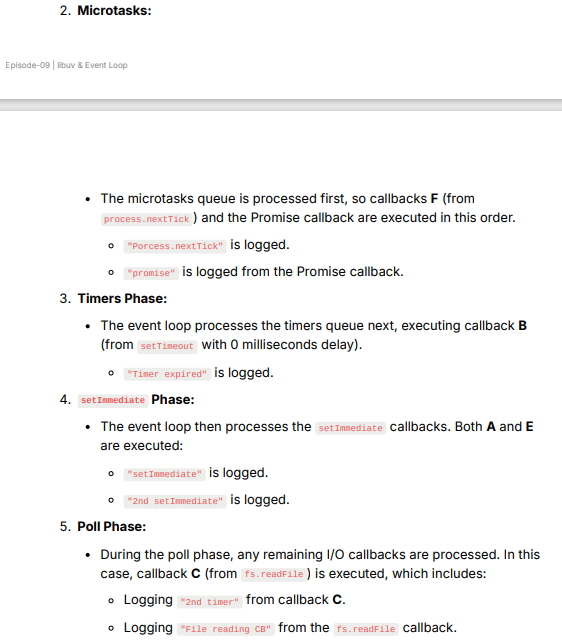 2. Microtasks:
Episode-09 | libuv & Event Loop
• The microtasks queue is processed first, so callbacks F (from
process.nextTick ) and the Promise callback are executed in this order.
○ "Porcess.nextTick" is logged.
○ "promise" is logged from the Promise callback.
3. Timers Phase:
• The event loop processes the timers queue next, executing callback B
(from setTimeout with 0 milliseconds delay).
○ "Timer expired" is logged.
4. setImmediate Phase:
• The event loop then processes the setImmediate callbacks. Both A and E
are executed:
○ "setImmediate" is logged.
○ "2nd setImmediate" is logged.
5. Poll Phase:
• During the poll phase, any remaining I/O callbacks are processed. In this
case, callback C (from fs.readFile ) is executed, which includes:
○ Logging "2nd timer" from callback C.
○ Logging "File reading CB" from the fs.readFile callback.